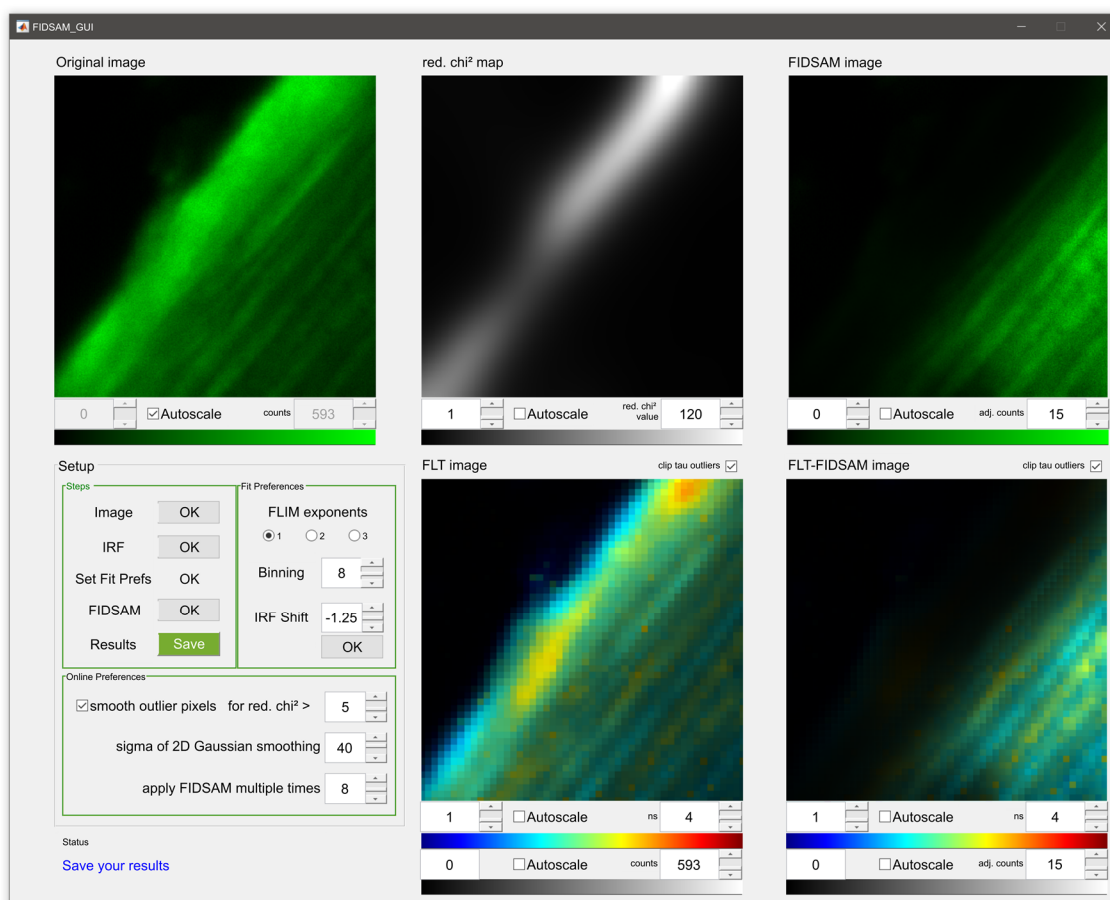 FIDSAM_GUI
Original image
red. chi² map
FIDSAM image
0 Autoscale counts 593
1 Autoscale red. chi² value 120
0 Autoscale adj. counts 15
Setup
Steps
Image OK
IRF OK
Set Fit Prefs OK
FIDSAM OK
Results Save
Fit Preferences
FLIM exponents
1 2 3
Binning 8
IRF Shift -1.25
OK
Online Preferences
smooth outlier pixels for red. chi² > 5
sigma of 2D Gaussian smoothing 40
apply FIDSAM multiple times 8
Status
Save your results
FLT image clip tau outliers
1 Autoscale ns 4
0 Autoscale counts 593
FLT-FIDSAM image clip tau outliers
1 Autoscale ns 4
0 Autoscale adj. counts 15